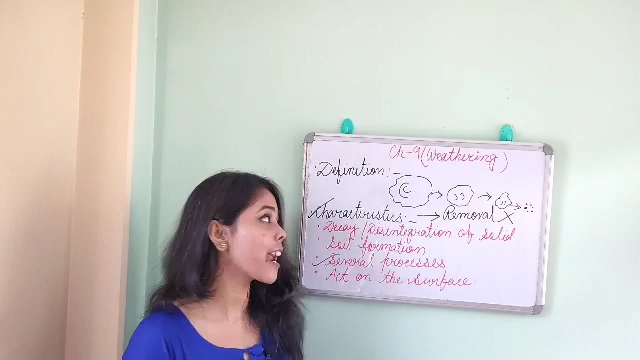 Ch-9 (Weathering)
Definition:-
Characteristics:- → Removal X
Decay/Disintegration of solid
Soil formation
Several processes
Act on the Surface